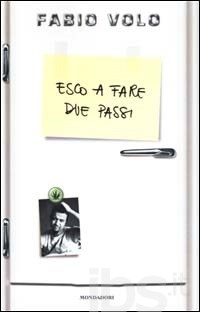 FABIO VOLO
ESCO A FARE
DUE PASSI
MONDADORI
ibs.it